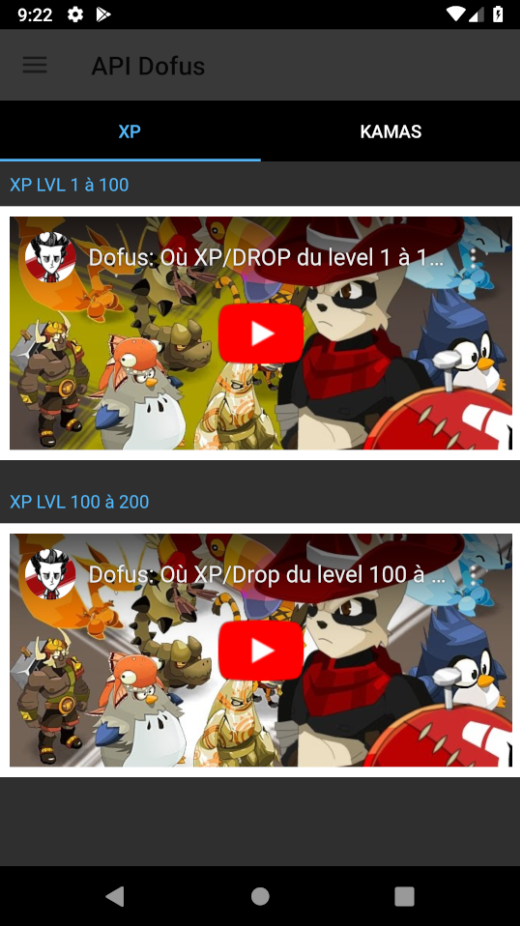 9:22
API Dofus
XP
KAMAS
XP LVL 1 à 100
Dofus: Où XP/DROP du level 1 à 1...
XP LVL 100 à 200
Dofus: Où XP/Drop du level 100 à ...